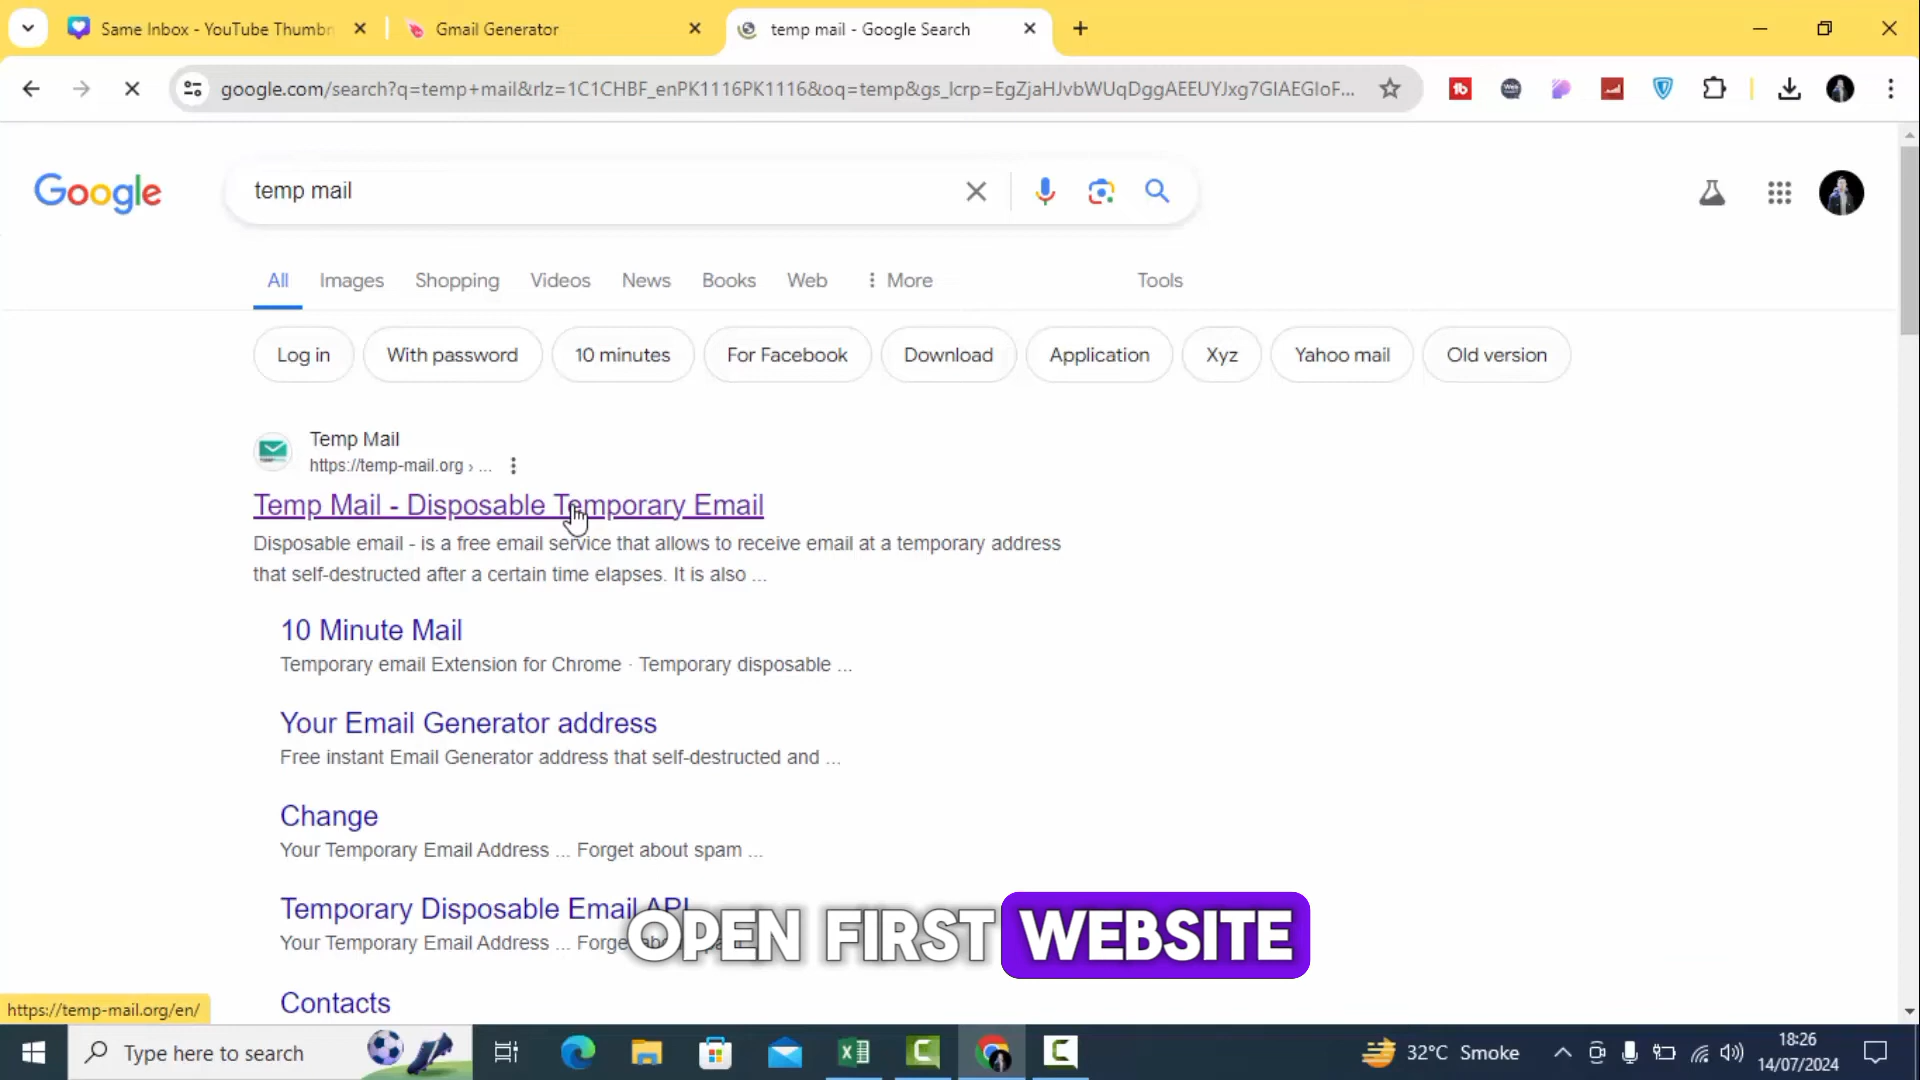 Same Inbox - YouTube Thumbn
Gmail Generator
temp mail - Google Search
google.com/search?q=temp+mail&rlz=1C1CHBF_enPK1116PK1116&oq=temp&gs_lcrp=EgZjaHJvbWUqDggAEEUYJxg7GIAEGIoF...
Google
temp mail
All Images Shopping Videos News Books Web More Tools
Log in With password 10 minutes For Facebook Download Application Xyz Yahoo mail Old version
Temp Mail
https://temp-mail.org › ...
Temp Mail - Disposable Temporary Email
Disposable email - is a free email service that allows to receive email at a temporary address
that self-destructed after a certain time elapses. It is also ...
10 Minute Mail
Temporary email Extension for Chrome · Temporary disposable ...
Your Email Generator address
Free instant Email Generator address that self-destructed and ...
Change
Your Temporary Email Address ... Forget about spam ...
Temporary Disposable Email API
Your Temporary Email Address ...
OPEN FIRST WEBSITE
Contacts
https://temp-mail.org/en/
Type here to search
32°C Smoke
18:26
14/07/2024